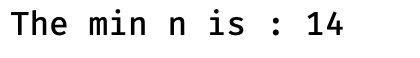 The min n is : 14